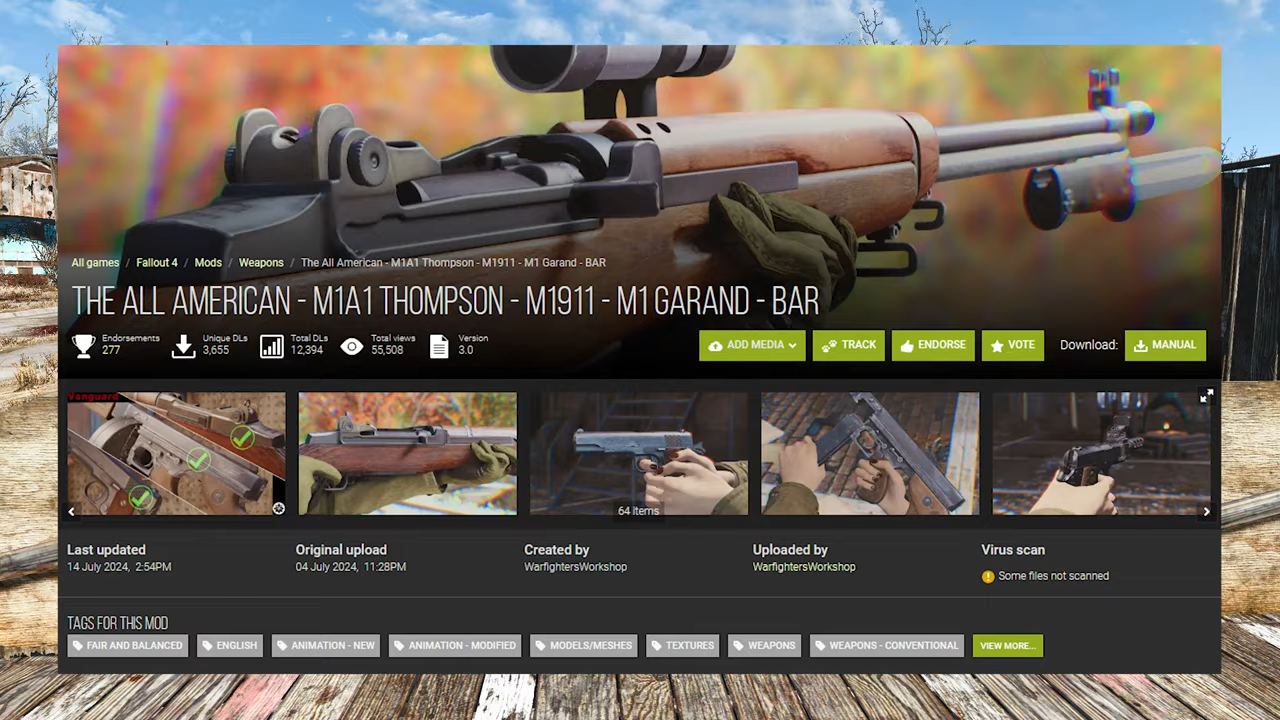 All games / Fallout 4 / Mods / Weapons / The All American - M1A1 Thompson - M1911 - M1 Garand - BAR
THE ALL AMERICAN - M1A1 THOMPSON - M1911 - M1 GARAND - BAR
Endorsements
277
Unique DLs
3,655
Total DLs
12,394
Total views
55,508
Version
3.0
ADD MEDIA
TRACK
ENDORSE
VOTE
Download:
MANUAL
Vanguard
64 items
Last updated
14 July 2024, 2:54PM
Original upload
04 July 2024, 11:28PM
Created by
WarfightersWorkshop
Uploaded by
WarfightersWorkshop
Virus scan
Some files not scanned
TAGS FOR THIS MOD
FAIR AND BALANCED
ENGLISH
ANIMATION - NEW
ANIMATION - MODIFIED
MODELS/MESHES
TEXTURES
WEAPONS
WEAPONS - CONVENTIONAL
VIEW MORE...